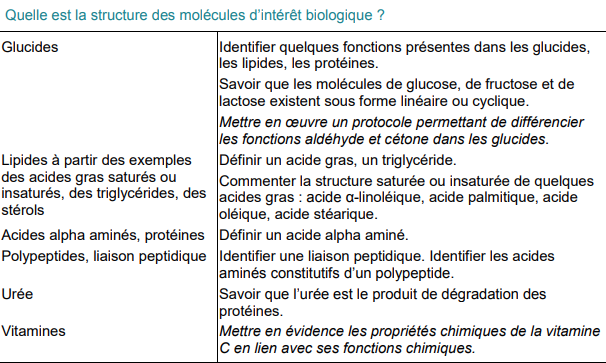 Quelle est la structure des molécules d'intérêt biologique ?
Glucides
Identifier quelques fonctions présentes dans les glucides,
les lipides, les protéines.
Savoir que les molécules de glucose, de fructose et de
lactose existent sous forme linéaire ou cyclique.
Mettre en œuvre un protocole permettant de différencier
les fonctions aldéhyde et cétone dans les glucides.
Lipides à partir des exemples
des acides gras saturés ou
insaturés, des triglycérides, des
stérols
Définir un acide gras, un triglycéride.
Commenter la structure saturée ou insaturée de quelques
acides gras : acide α-linoléique, acide palmitique, acide
oléique, acide stéarique.
Acides alpha aminés, protéines
Définir un acide alpha aminé.
Polypeptides, liaison peptidique
Identifier une liaison peptidique. Identifier les acides
aminés constitutifs d'un polypeptide.
Urée
Savoir que l'urée est le produit de dégradation des
protéines.
Vitamines
Mettre en évidence les propriétés chimiques de la vitamine
C en lien avec ses fonctions chimiques.